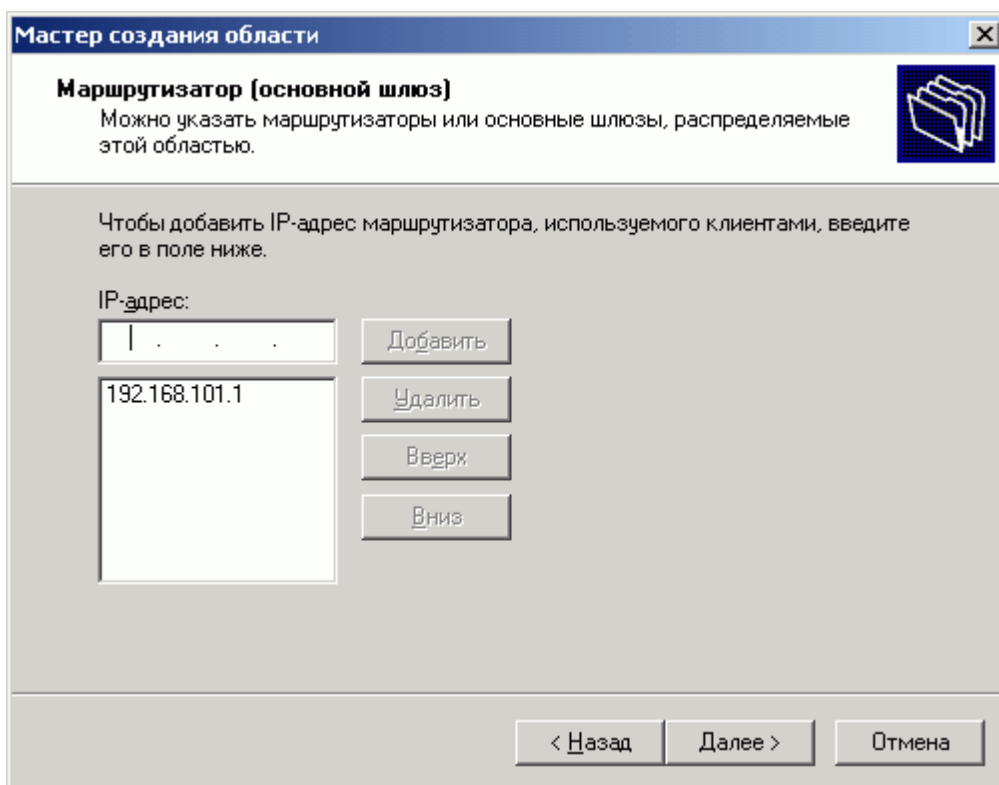 Мастер создания области
Маршрутизатор (основной шлюз)
Можно указать маршрутизаторы или основные шлюзы, распределяемые
этой областью.
Чтобы добавить IP-адрес маршрутизатора, используемого клиентами, введите
его в поле ниже.
IP-адрес:
. . .
Добавить
192.168.101.1
Удалить
Вверх
Вниз
< Назад
Далее >
Отмена